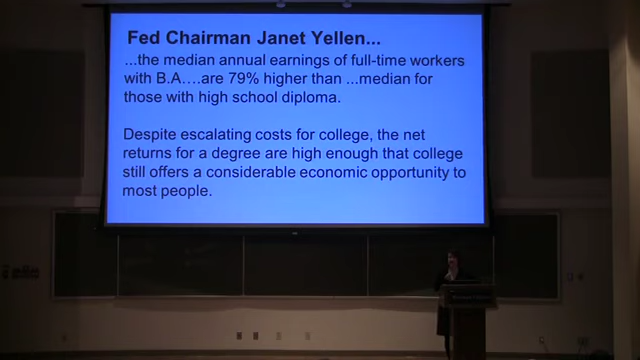 Fed Chairman Janet Yellen...
...the median annual earnings of full-time workers
with B.A....are 79% higher than ...median for
those with high school diploma.
Despite escalating costs for college, the net
returns for a degree are high enough that college
still offers a considerable economic opportunity to
most people.